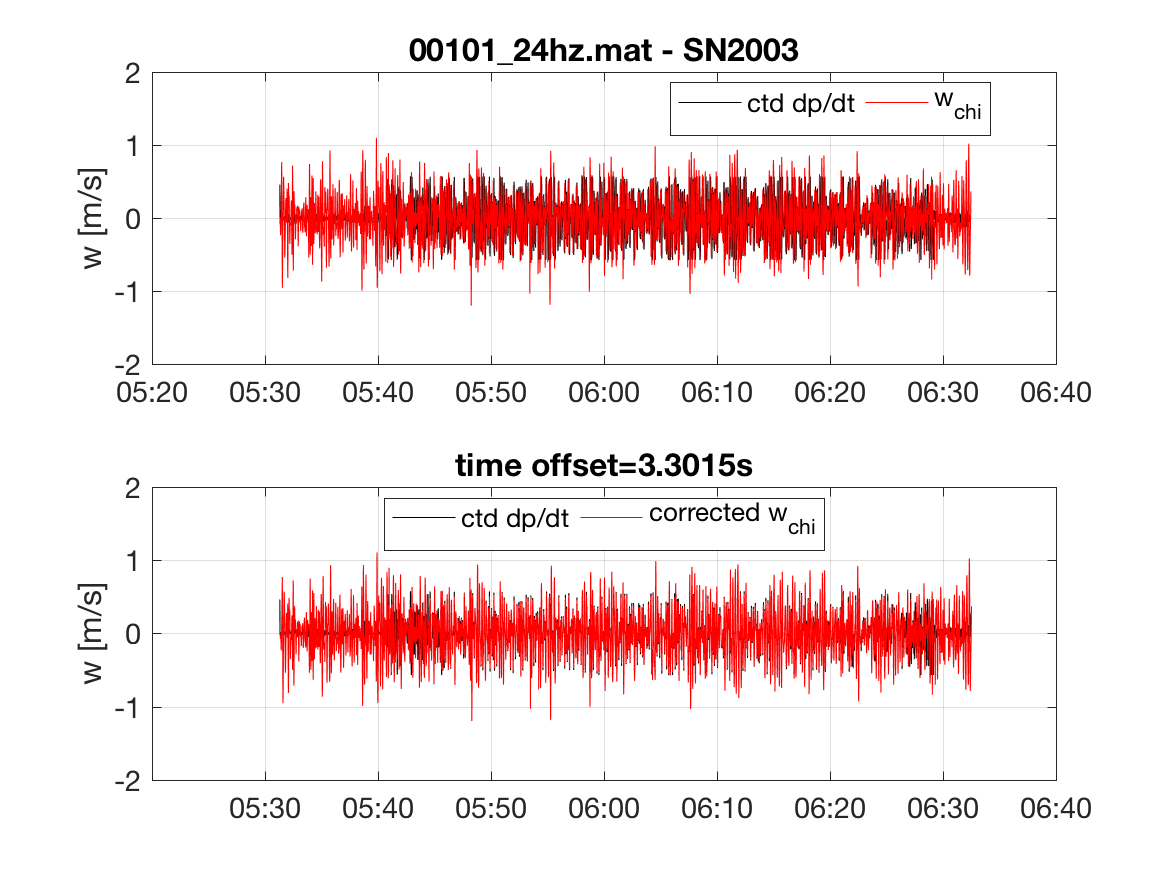 00101_24hz.mat - SN2003
ctd dp/dt w_chi
2
1
0
-1
-2
w [m/s]
05:20 05:30 05:40 05:50 06:00 06:10 06:20 06:30 06:40
time offset=3.3015s
ctd dp/dt corrected w_chi
2
1
0
-1
-2
w [m/s]
05:30 05:40 05:50 06:00 06:10 06:20 06:30 06:40